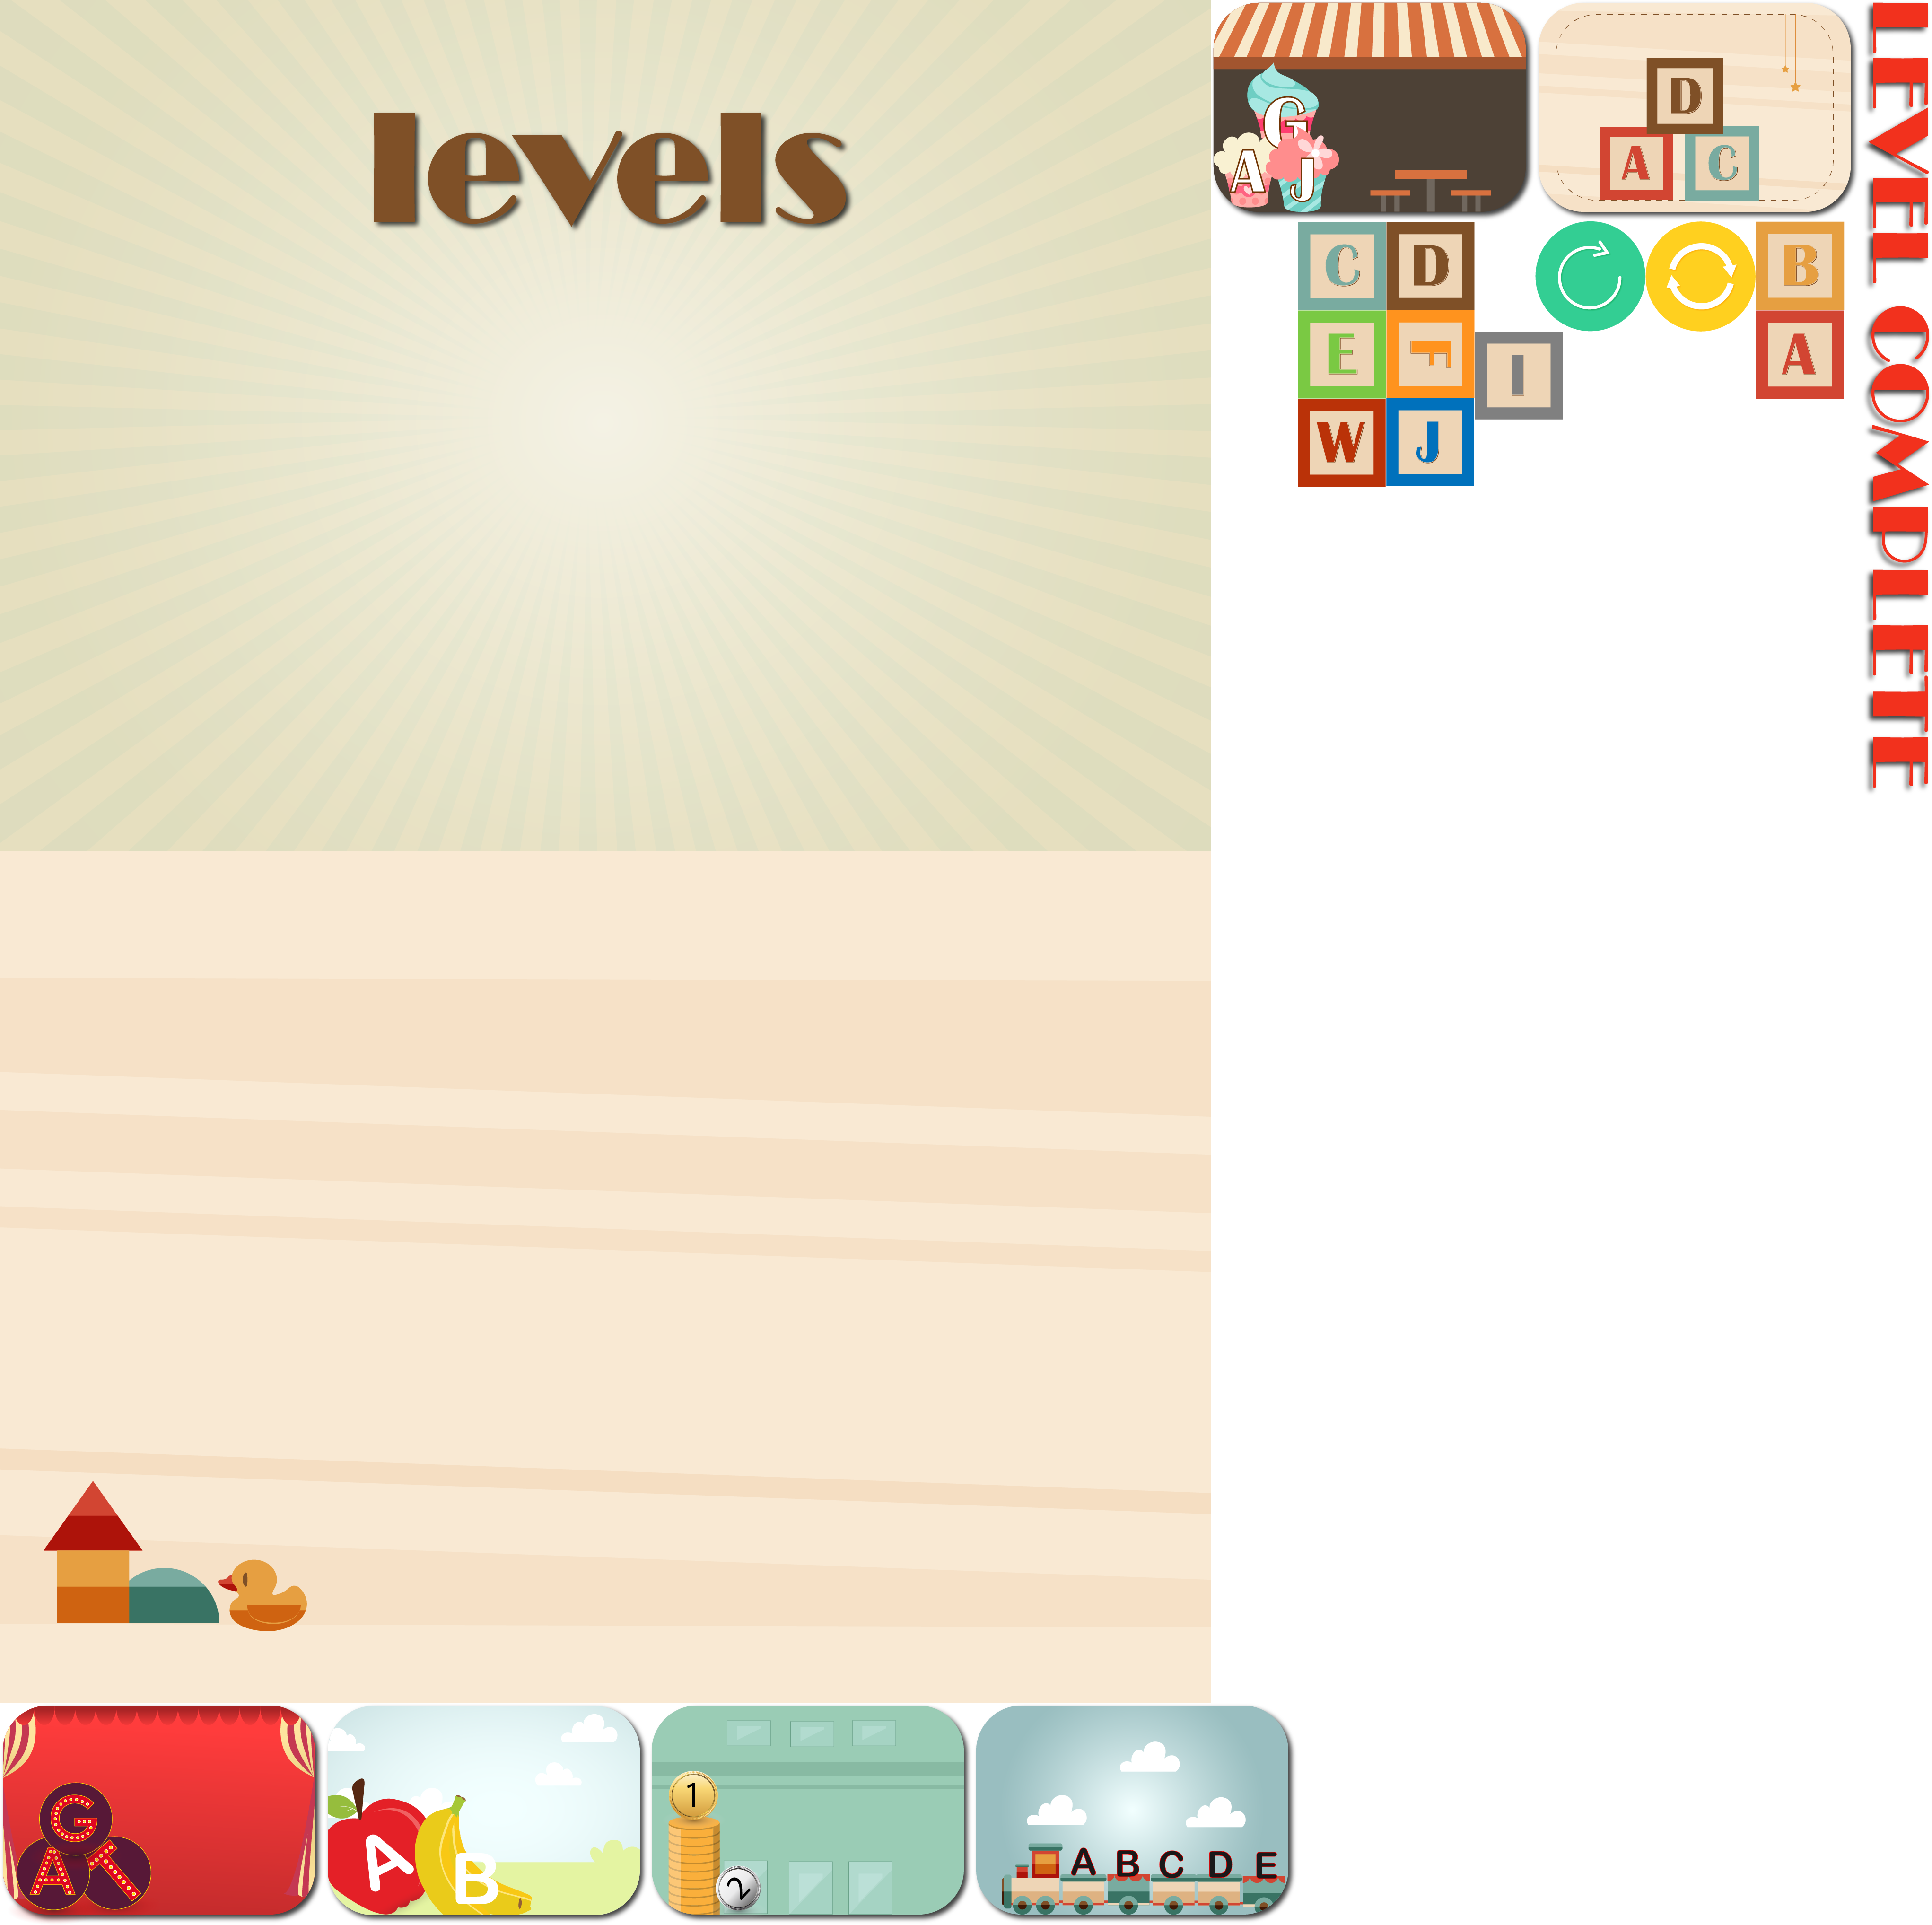 levels
G
A J
D
A C
LEVEL COMPLETE
C D
B
E F
I
A
W J
G
A T
A
B
1
2
A B C D E